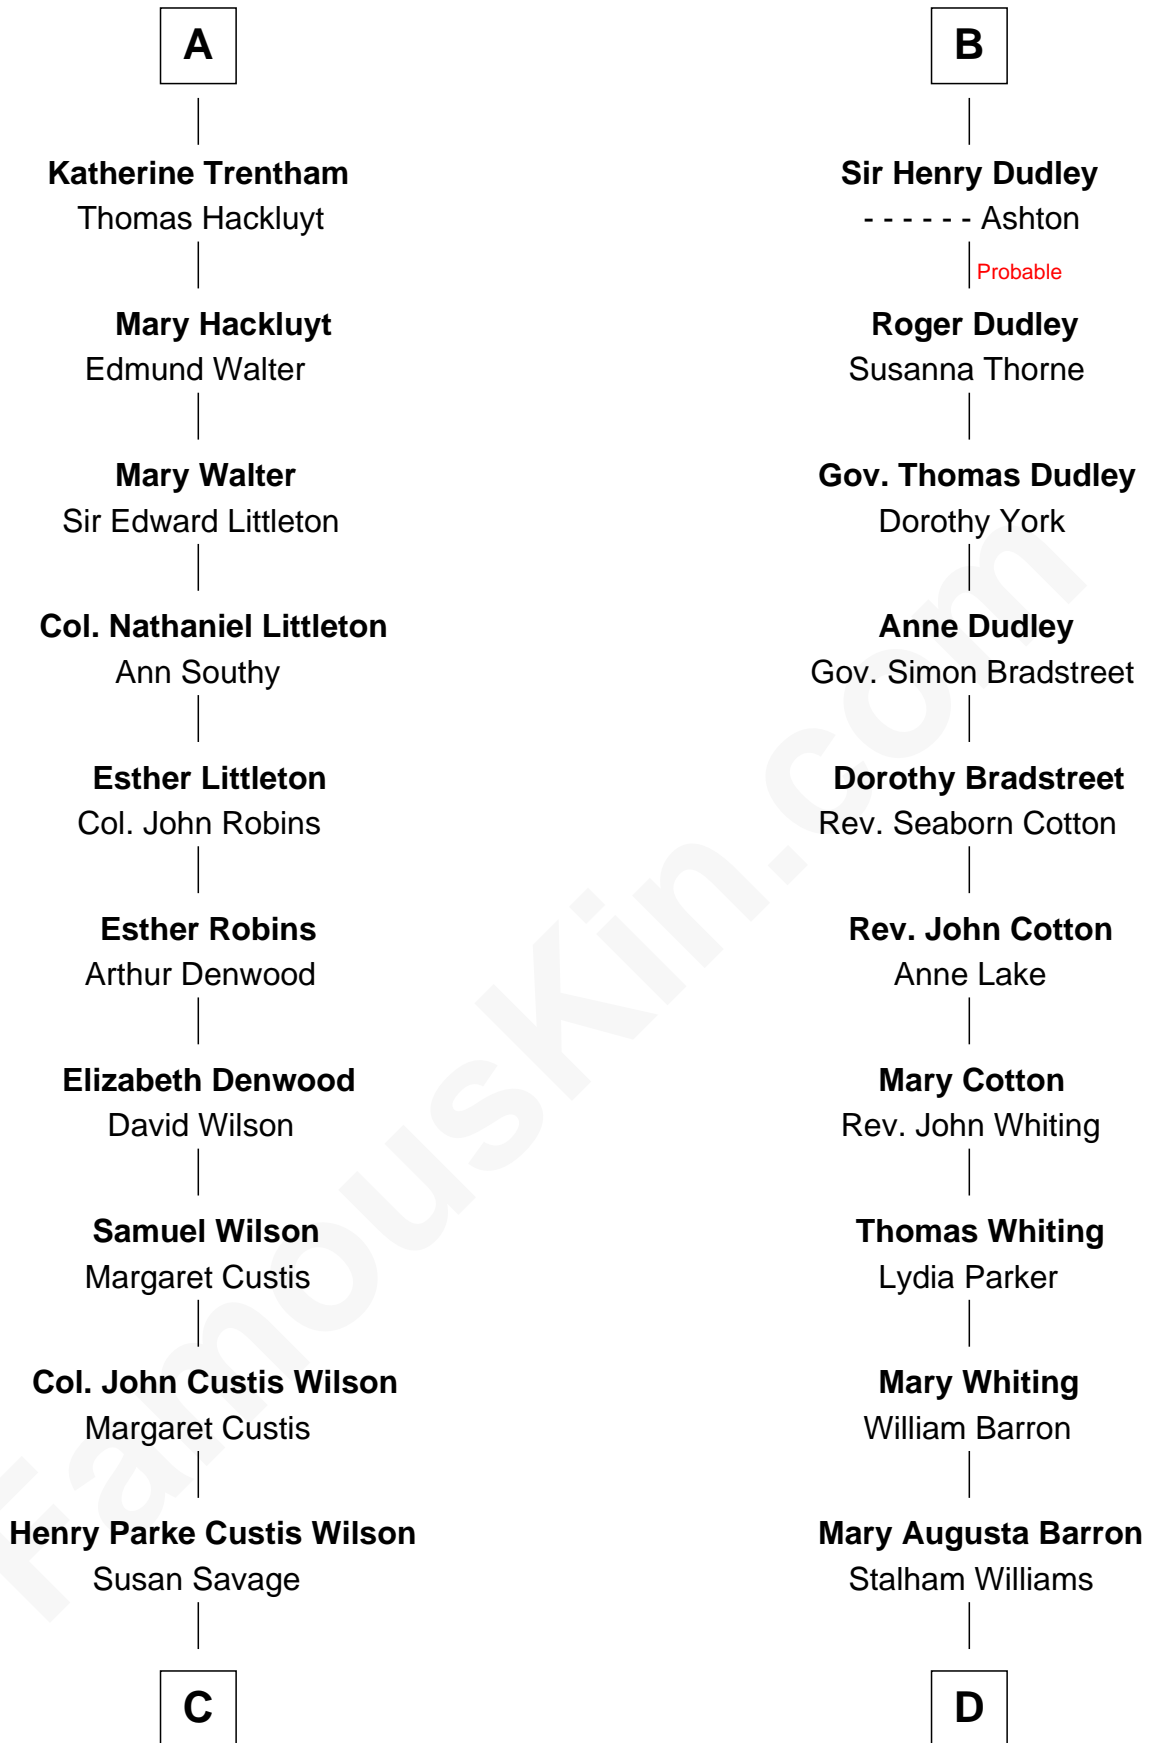 A
Katherine Trentham
Thomas Hackluyt
Mary Hackluyt
Edmund Walter
Mary Walter
Sir Edward Littleton
Col. Nathaniel Littleton
Ann Southy
Esther Littleton
Col. John Robins
Esther Robins
Arthur Denwood
Elizabeth Denwood
David Wilson
Samuel Wilson
Margaret Custis
Col. John Custis Wilson
Margaret Custis
Henry Parke Custis Wilson
Susan Savage
C
B
Sir Henry Dudley
- - - - - - Ashton
Probable
Roger Dudley
Susanna Thorne
Gov. Thomas Dudley
Dorothy York
Anne Dudley
Gov. Simon Bradstreet
Dorothy Bradstreet
Rev. Seaborn Cotton
Rev. John Cotton
Anne Lake
Mary Cotton
Rev. John Whiting
Thomas Whiting
Lydia Parker
Mary Whiting
William Barron
Mary Augusta Barron
Stalham Williams
D
FamousKin.com